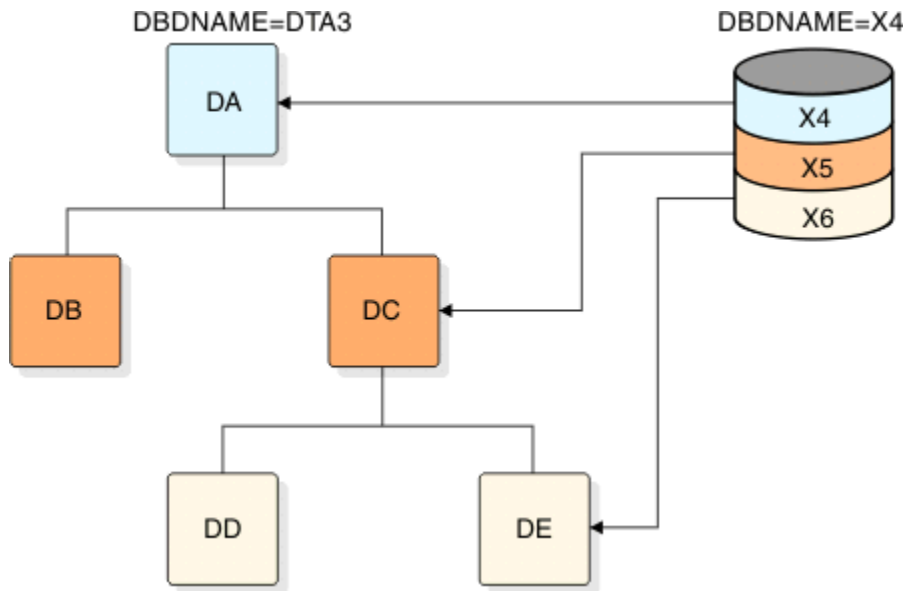 DBDNAME=DTA3
DBDNAME=X4
DA
X4
X5
X6
DB
DC
DD
DE